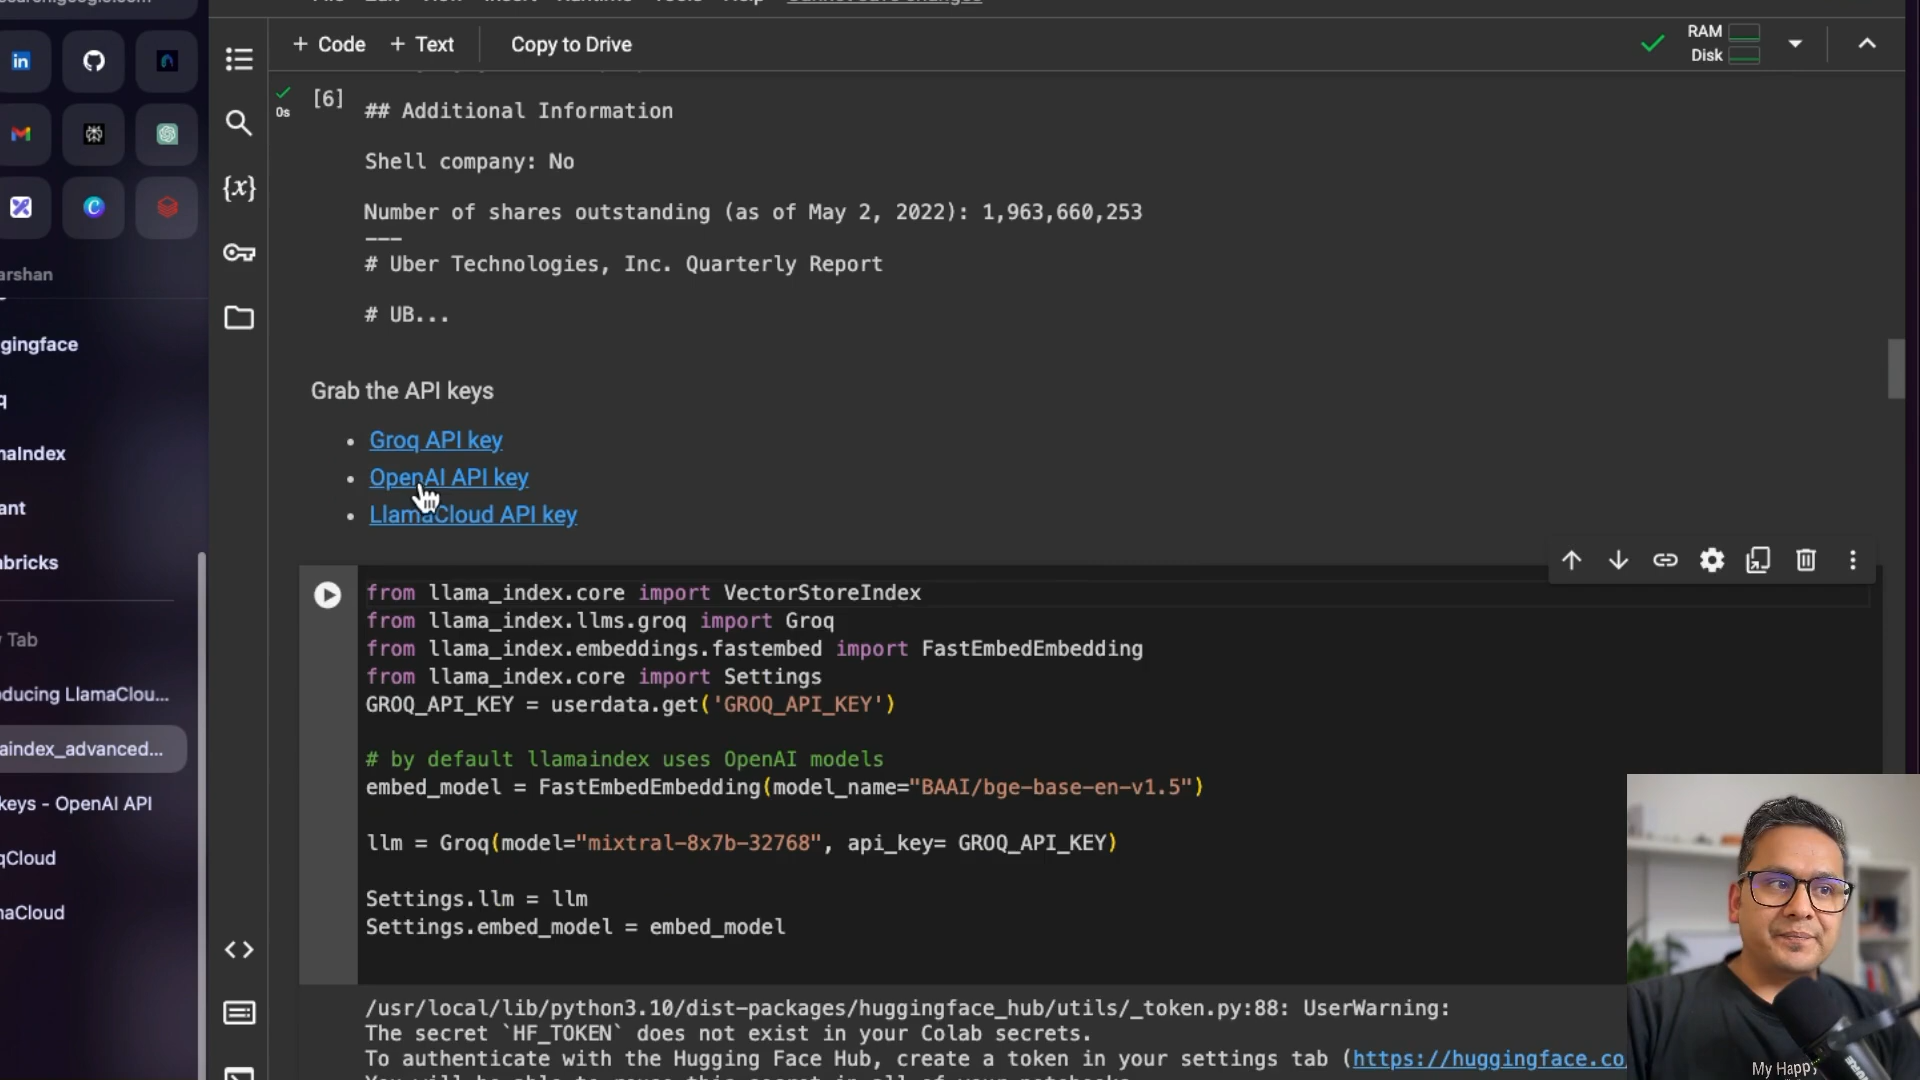 + Code + Text Copy to Drive
RAM
Disk
[6]
0s
## Additional Information
Shell company: No
Number of shares outstanding (as of May 2, 2022): 1,963,660,253
---
# Uber Technologies, Inc. Quarterly Report
# UB...
Grab the API keys
• Groq API key
• OpenAI API key
• LlamaCloud API key
from llama_index.core import VectorStoreIndex
from llama_index.llms.groq import Groq
from llama_index.embeddings.fastembed import FastEmbedEmbedding
from llama_index.core import Settings
GROQ_API_KEY = userdata.get('GROQ_API_KEY')
# by default llamaindex uses OpenAI models
embed_model = FastEmbedEmbedding(model_name="BAAI/bge-base-en-v1.5")
llm = Groq(model="mixtral-8x7b-32768", api_key= GROQ_API_KEY)
Settings.llm = llm
Settings.embed_model = embed_model
/usr/local/lib/python3.10/dist-packages/huggingface_hub/utils/_token.py:88: UserWarning:
The secret `HF_TOKEN` does not exist in your Colab secrets.
To authenticate with the Hugging Face Hub, create a token in your settings tab (https://huggingface.co
arshan
gingface
q
maIndex
ant
bricks
Tab
ducing LlamaClou...
aindex_advanced...
keys - OpenAI API
qCloud
maCloud
in
{x}
My Happy